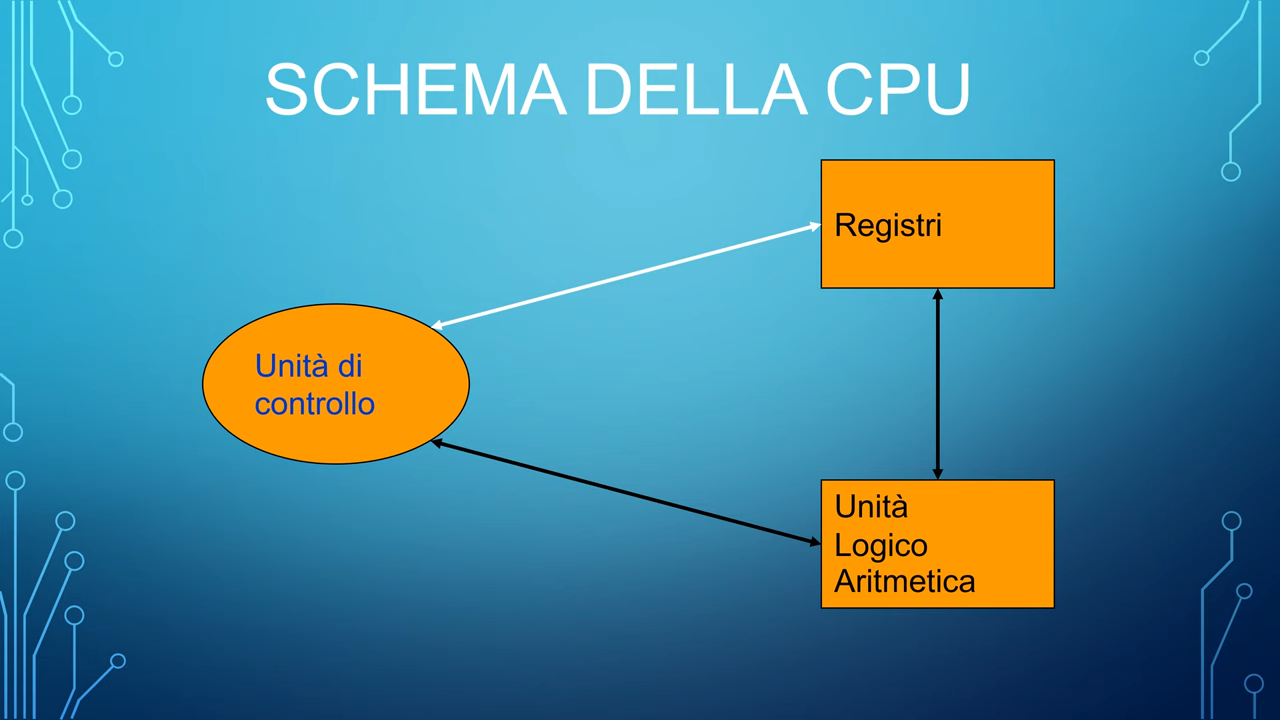 SCHEMA DELLA CPU
Registri
Unità di
controllo
Unità
Logico
Aritmetica